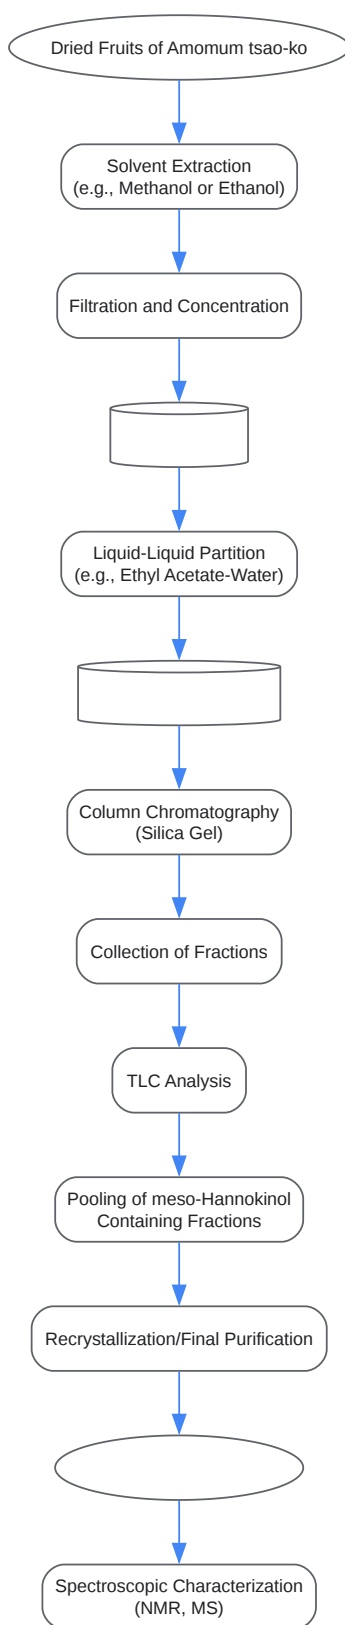 Dried Fruits of Amomum tsao-ko
Solvent Extraction
(e.g., Methanol or Ethanol)
Filtration and Concentration
Liquid-Liquid Partition
(e.g., Ethyl Acetate-Water)
Column Chromatography
(Silica Gel)
Collection of Fractions
TLC Analysis
Pooling of meso-Hannokinol
Containing Fractions
Recrystallization/Final Purification
Spectroscopic Characterization
(NMR, MS)